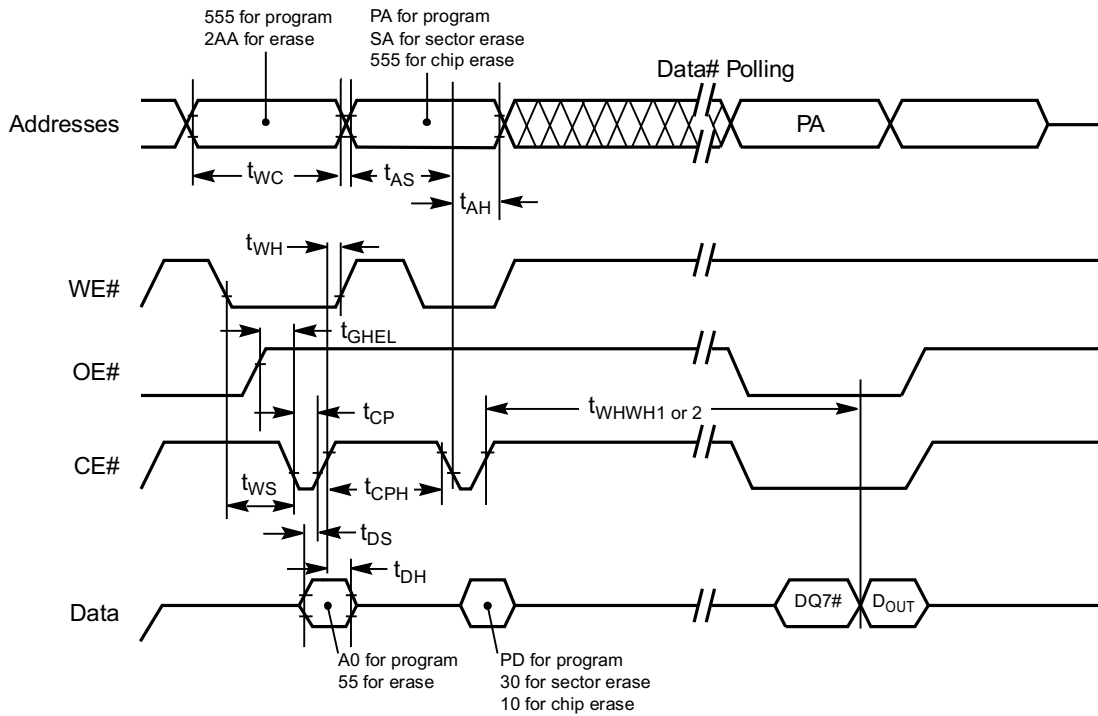 555 for program
2AA for erase
PA for program
SA for sector erase
555 for chip erase
Data# Polling
Addresses
PA
tWC
tAS
tAH
tWH
WE#
tGHEL
OE#
tWHWH1 or 2
tCP
CE#
tWS
tCPH
tDS
tDH
Data
DQ7#
DOUT
A0 for program
55 for erase
PD for program
30 for sector erase
10 for chip erase